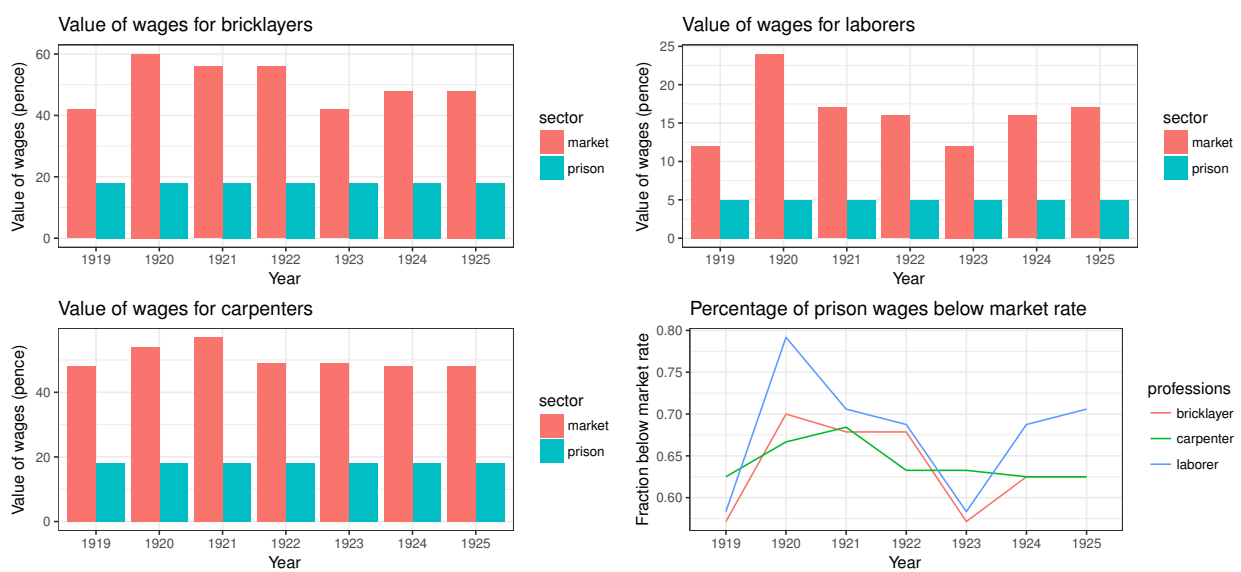 Value of wages for bricklayers
Value of wages (pence)
60
40
20
0
1919 1920 1921 1922 1923 1924 1925
Year
sector
market
prison
Value of wages for laborers
Value of wages (pence)
25
20
15
10
5
0
1919 1920 1921 1922 1923 1924 1925
Year
sector
market
prison
Value of wages for carpenters
Value of wages (pence)
40
20
0
1919 1920 1921 1922 1923 1924 1925
Year
sector
market
prison
Percentage of prison wages below market rate
Fraction below market rate
0.80
0.75
0.70
0.65
0.60
1919 1920 1921 1922 1923 1924 1925
Year
professions
bricklayer
carpenter
laborer